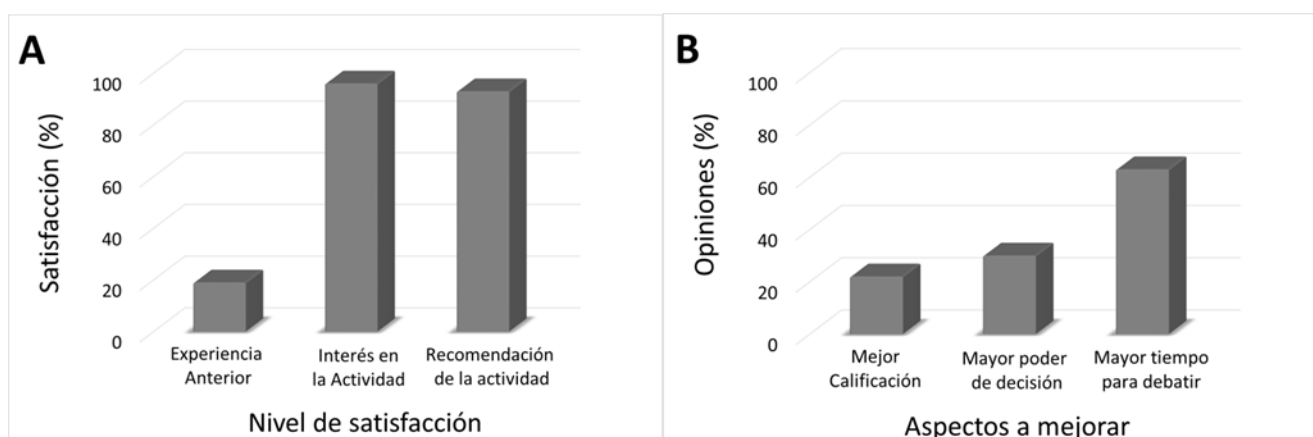 A
Satisfacción (%)
100
80
60
40
20
0
Experiencia
Anterior
Interés en
la Actividad
Recomendación
de la actividad
Nivel de satisfacción
B
Opiniones (%)
100
80
60
40
20
0
Mejor
Calificación
Mayor poder
de decisión
Mayor tiempo
para debatir
Aspectos a mejorar